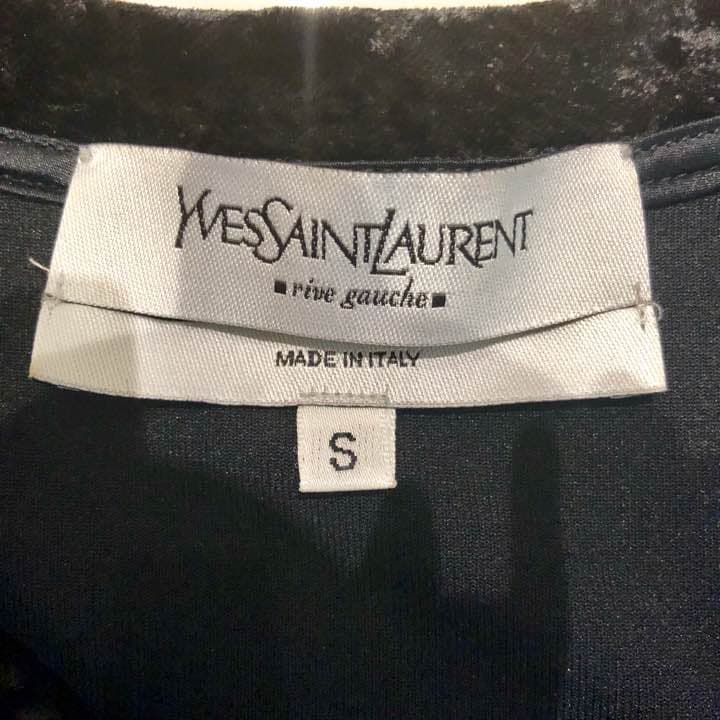 YVESSAINTLAURENT
rive gauche
MADE IN ITALY
S